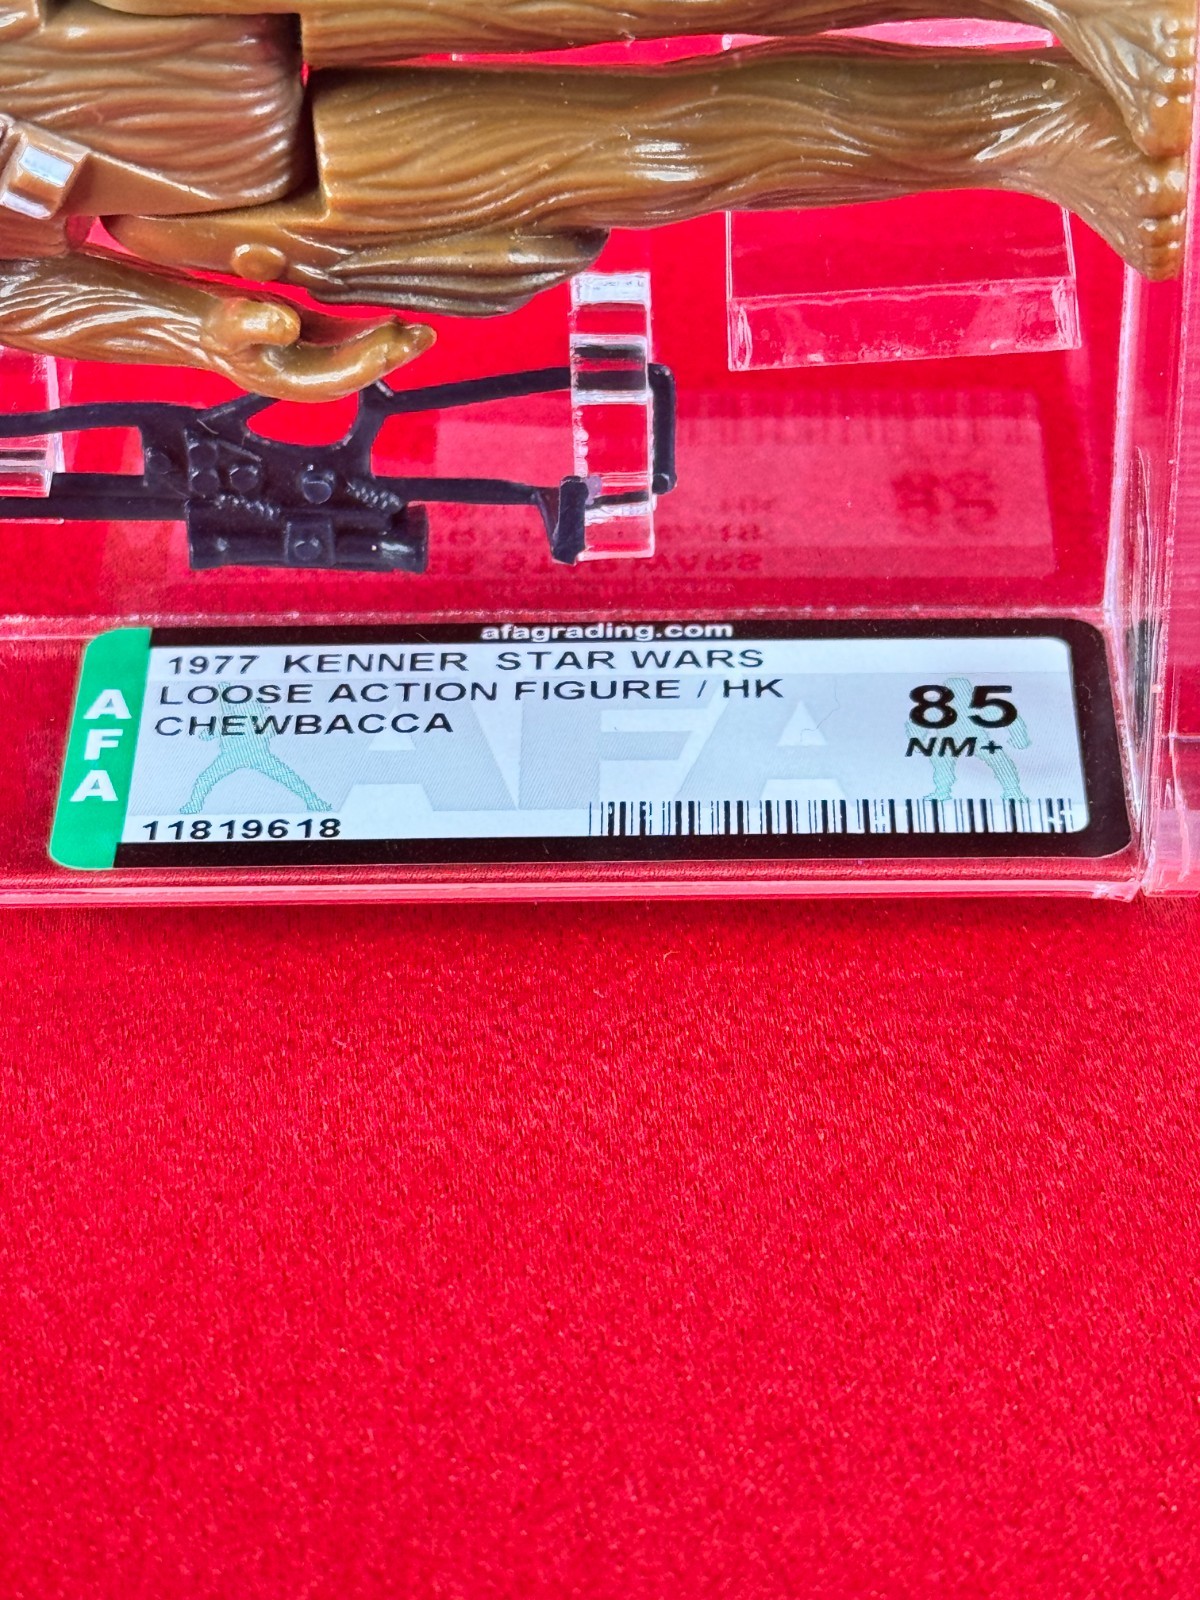 afagrading.com
AFA
1977 KENNER STAR WARS
LOOSE ACTION FIGURE / HK
CHEWBACCA
85
NM+
AFA
11819618